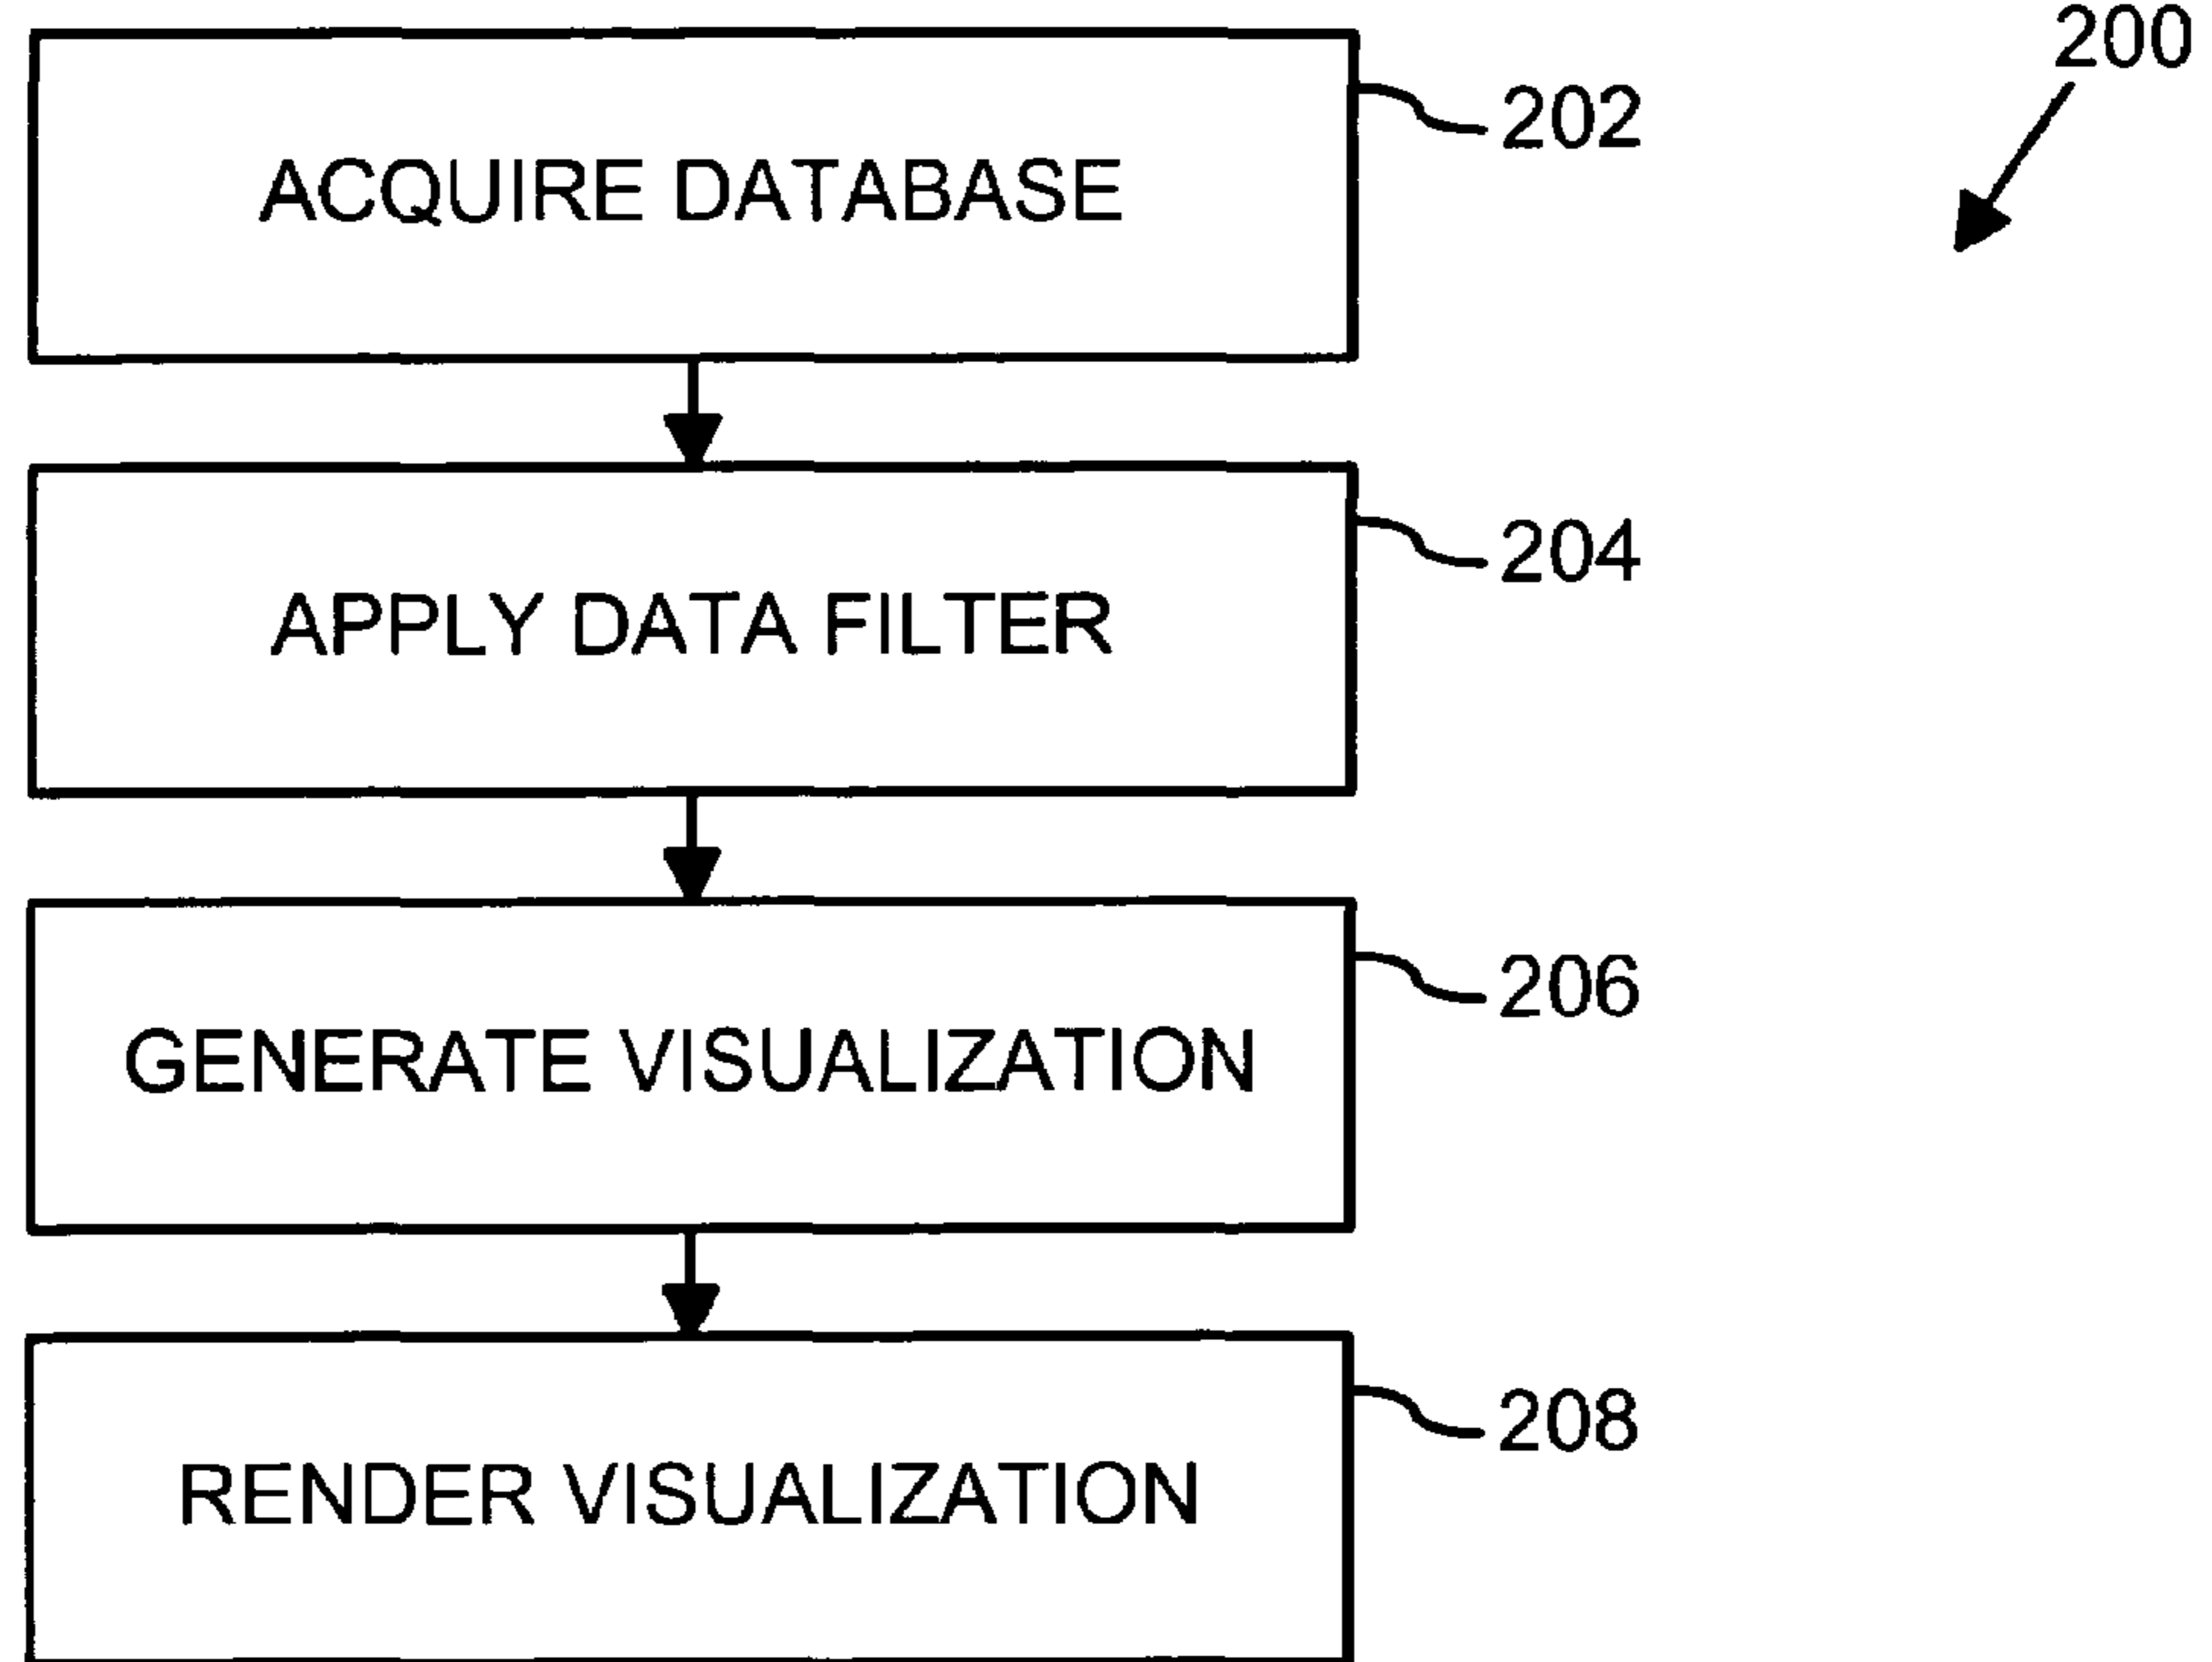 200
202
ACQUIRE DATABASE
204
APPLY DATA FILTER
206
GENERATE VISUALIZATION
208
RENDER VISUALIZATION